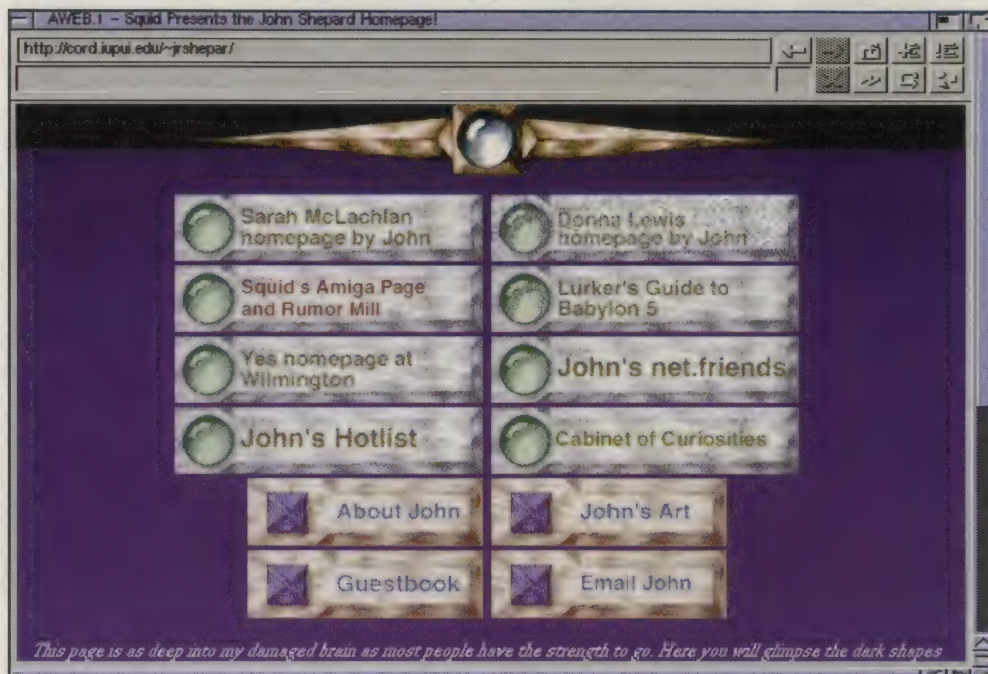 AWEB.1 – Squid Presents the John Shepard Homepage!
http://cord.iupui.edu/~jrshepar/
Sarah McLachlan
homepage by John
Donna Lewis
homepage by John
Squid's Amiga Page
and Rumor Mill
Lurker's Guide to
Babylon 5
Yes homepage at
Wilmington
John's net.friends
John's Hotlist
Cabinet of Curiosities
About John
John's Art
Guestbook
Email John
This page is as deep into my damaged brain as most people have the strength to go. Here you will glimpse the dark shapes